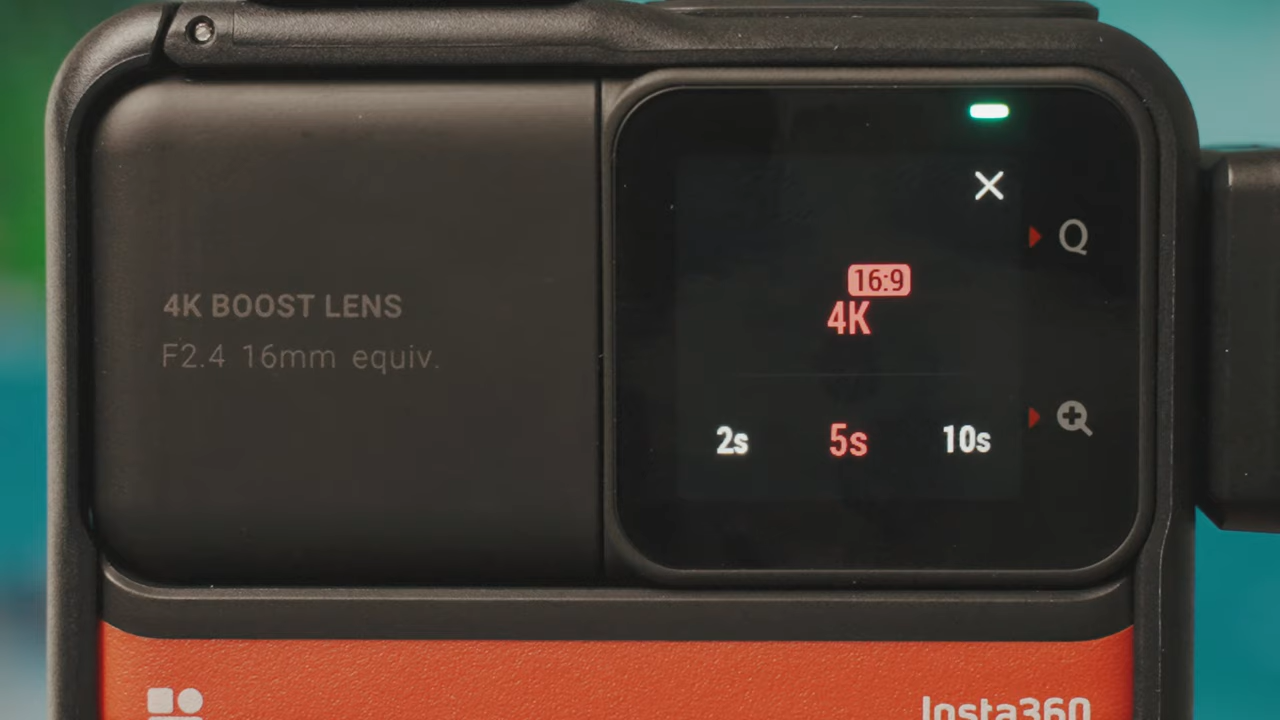 4K BOOST LENS
F2.4 16mm equiv.
16:9
4K
2s 5s 10s
Q
Insta360